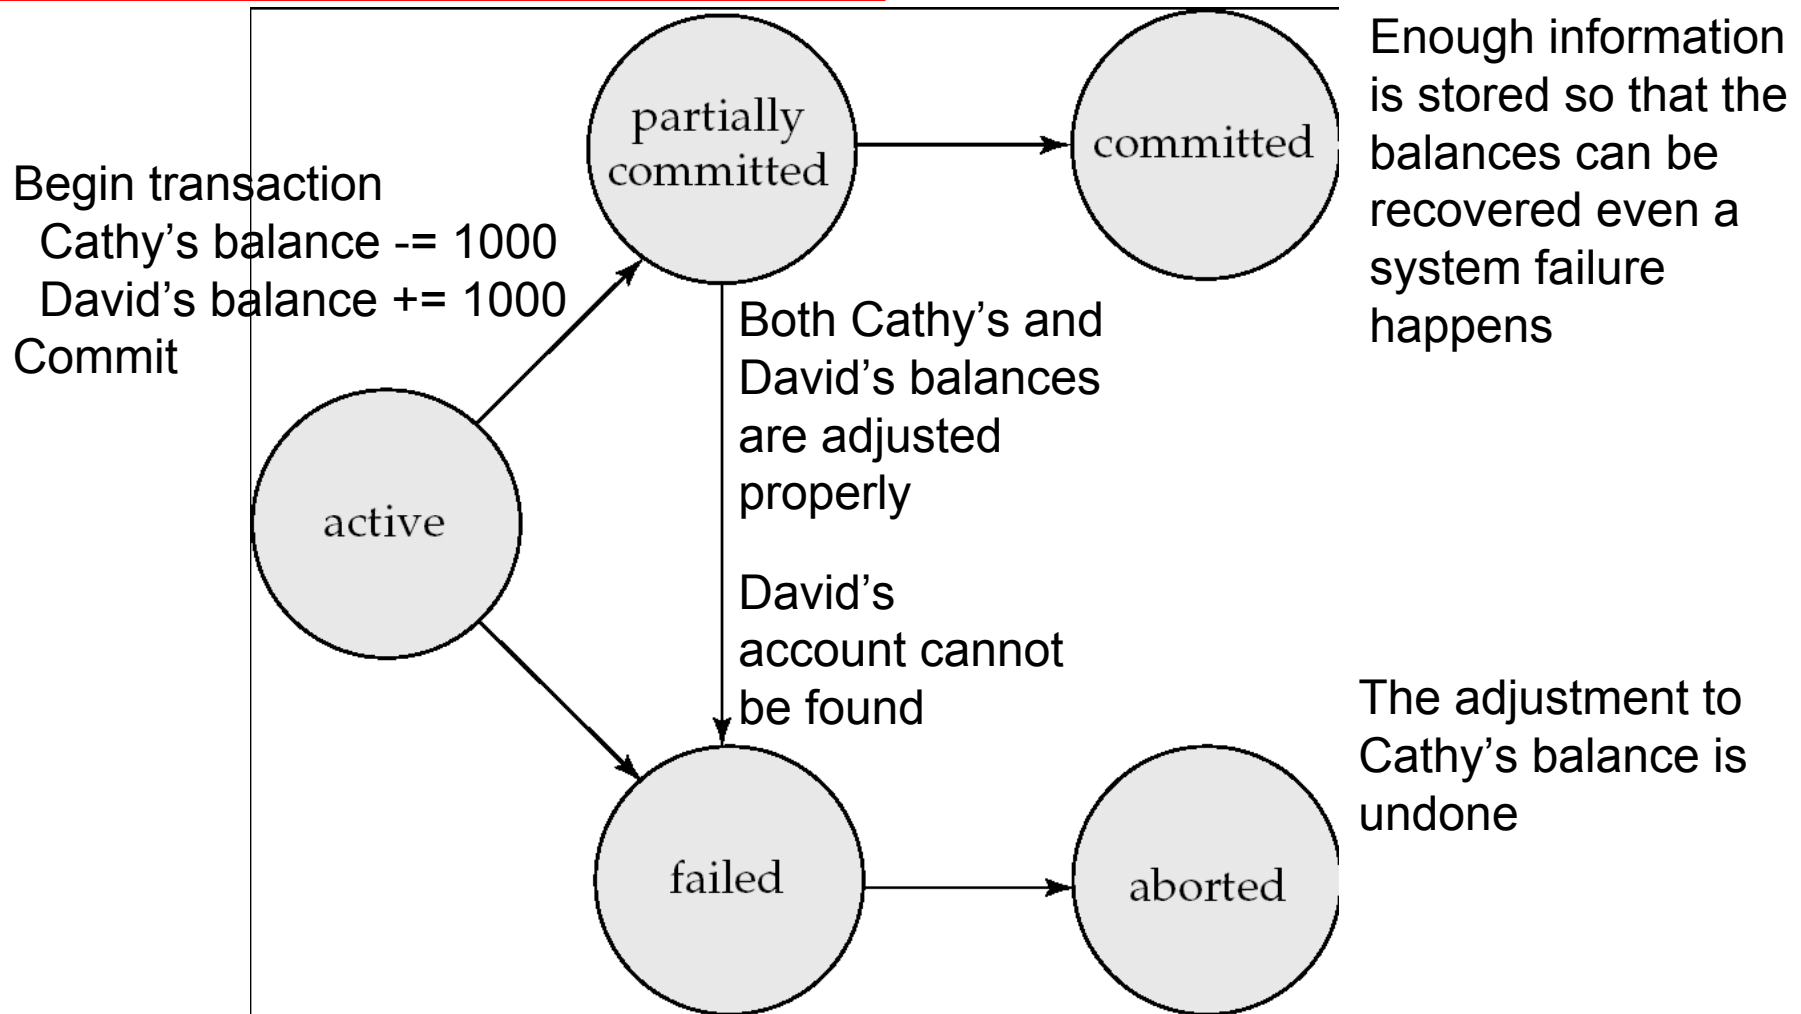 Begin transaction
Cathy’s balance -= 1000
David’s balance += 1000
Commit
partially
committed
committed
Enough information
is stored so that the
balances can be
recovered even a
system failure
happens
Both Cathy’s and
David’s balances
are adjusted
properly
active
David’s
account cannot
be found
failed
aborted
The adjustment to
Cathy’s balance is
undone